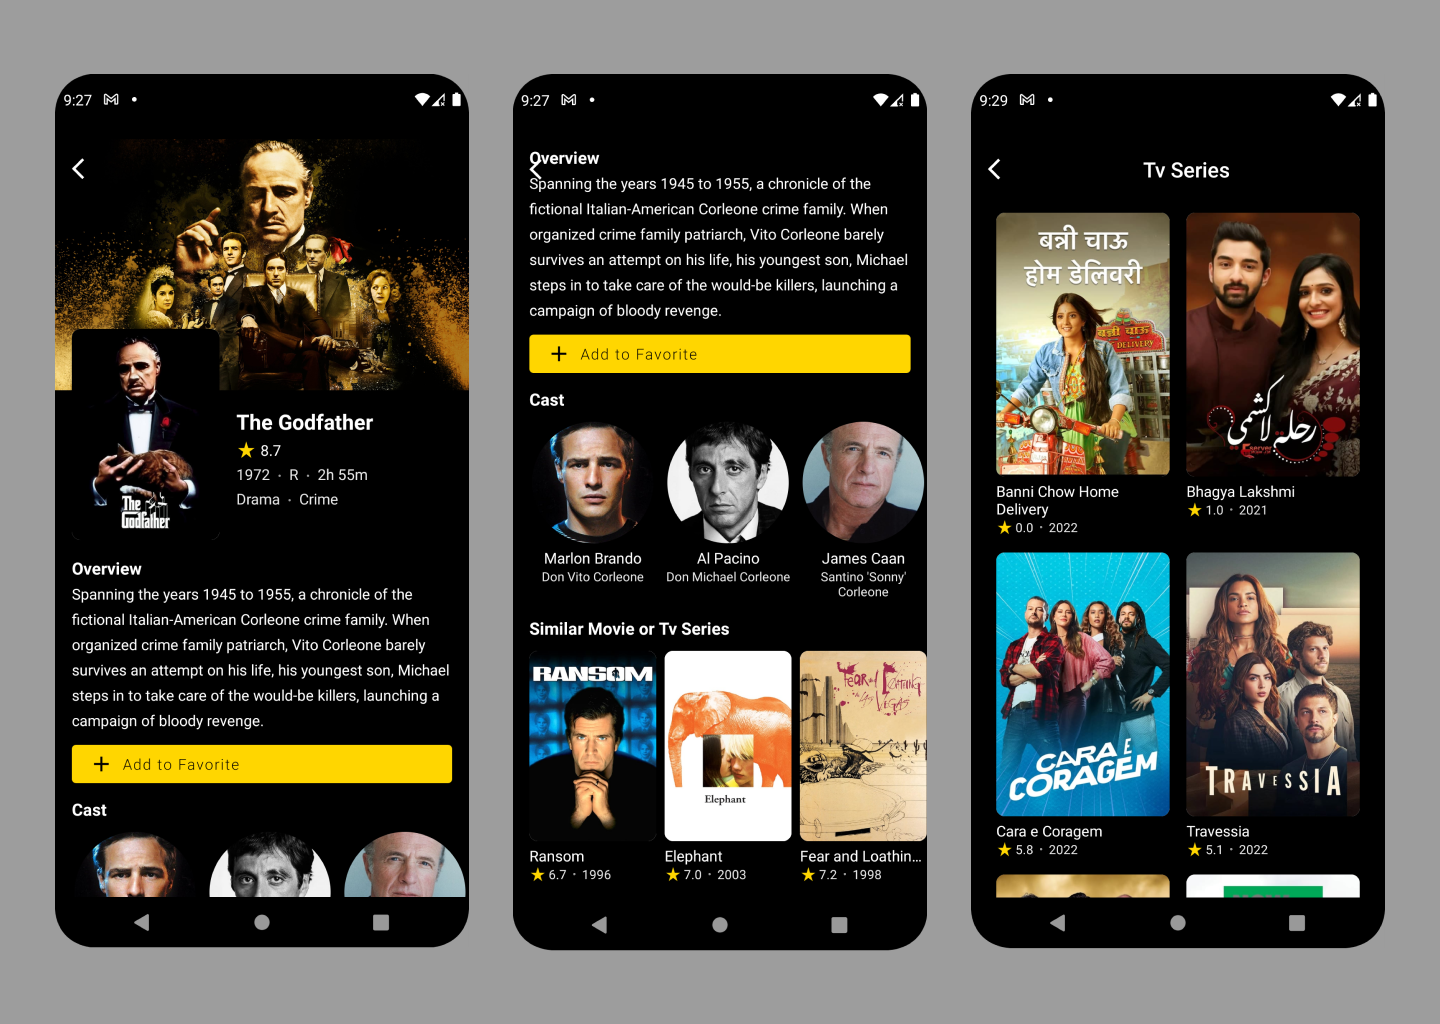 9:27
The
Godfather
The Godfather
8.7
1972 · R · 2h 55m
Drama · Crime
Overview
Spanning the years 1945 to 1955, a chronicle of the
fictional Italian-American Corleone crime family. When
organized crime family patriarch, Vito Corleone barely
survives an attempt on his life, his youngest son, Michael
steps in to take care of the would-be killers, launching a
campaign of bloody revenge.
Add to Favorite
Cast
9:27
Overview
Spanning the years 1945 to 1955, a chronicle of the
fictional Italian-American Corleone crime family. When
organized crime family patriarch, Vito Corleone barely
survives an attempt on his life, his youngest son, Michael
steps in to take care of the would-be killers, launching a
campaign of bloody revenge.
Add to Favorite
Cast
Marlon Brando
Don Vito Corleone
Al Pacino
Don Michael Corleone
James Caan
Santino 'Sonny'
Corleone
Similar Movie or Tv Series
RANSOM
Ransom
6.7 · 1996
Elephant
Elephant
7.0 · 2003
Fear and Loathing
in Las
VEGAS
Fear and Loathin...
7.2 · 1998
9:29
Tv Series
बन्नी चाऊ
होम डेलिवरी
बन्नी चाऊ
DELIVERY
Banni Chow Home
Delivery
0.0 · 2022
رحلة لاكشمي
Bhagya Lakshmi
1.0 · 2021
CARA E
CORAGEM
Cara e Coragem
5.8 · 2022
TRAVESSIA
Travessia
5.1 · 2022